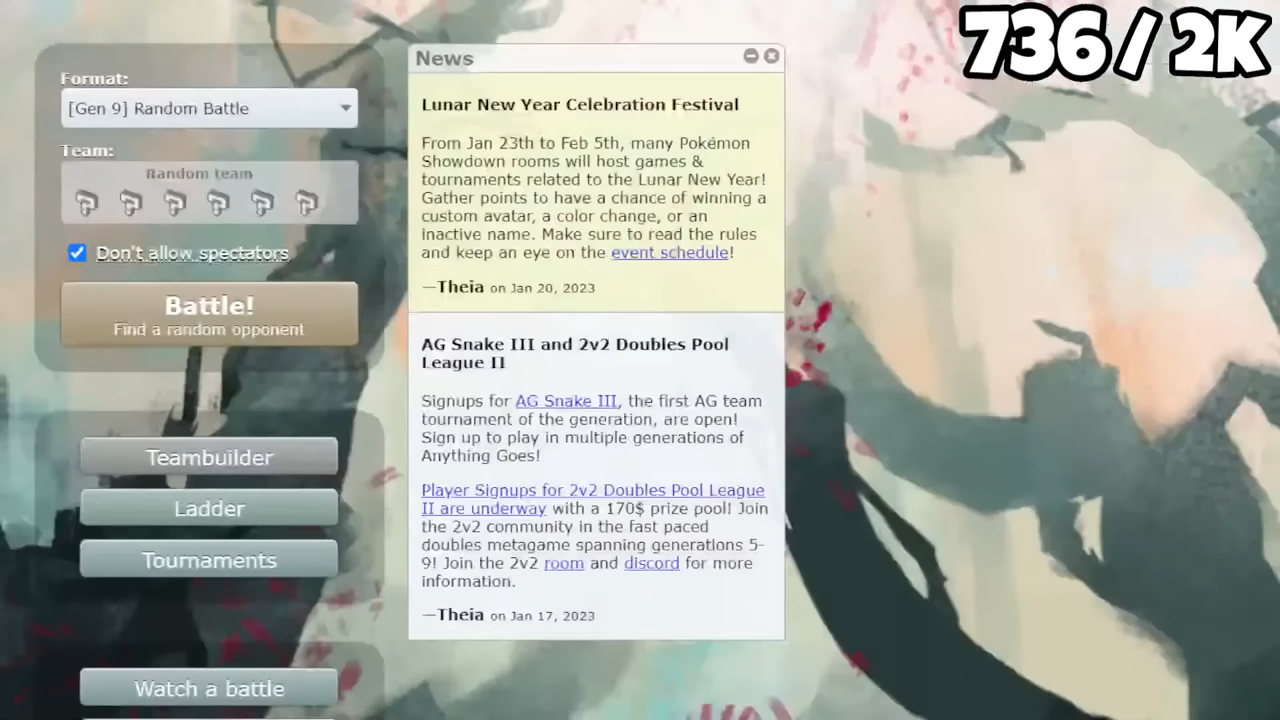 736 / 2K
Format:
[Gen 9] Random Battle
Team:
Random team
Don't allow spectators
Battle!
Find a random opponent
Teambuilder
Ladder
Tournaments
Watch a battle
News
Lunar New Year Celebration Festival
From Jan 23th to Feb 5th, many Pokémon
Showdown rooms will host games &
tournaments related to the Lunar New Year!
Gather points to have a chance of winning a
custom avatar, a color change, or an
inactive name. Make sure to read the rules
and keep an eye on the event schedule!
—Theia on Jan 20, 2023
AG Snake III and 2v2 Doubles Pool
League II
Signups for AG Snake III, the first AG team
tournament of the generation, are open!
Sign up to play in multiple generations of
Anything Goes!
Player Signups for 2v2 Doubles Pool League
II are underway with a 170$ prize pool! Join
the 2v2 community in the fast paced
doubles metagame spanning generations 5-
9! Join the 2v2 room and discord for more
information.
—Theia on Jan 17, 2023